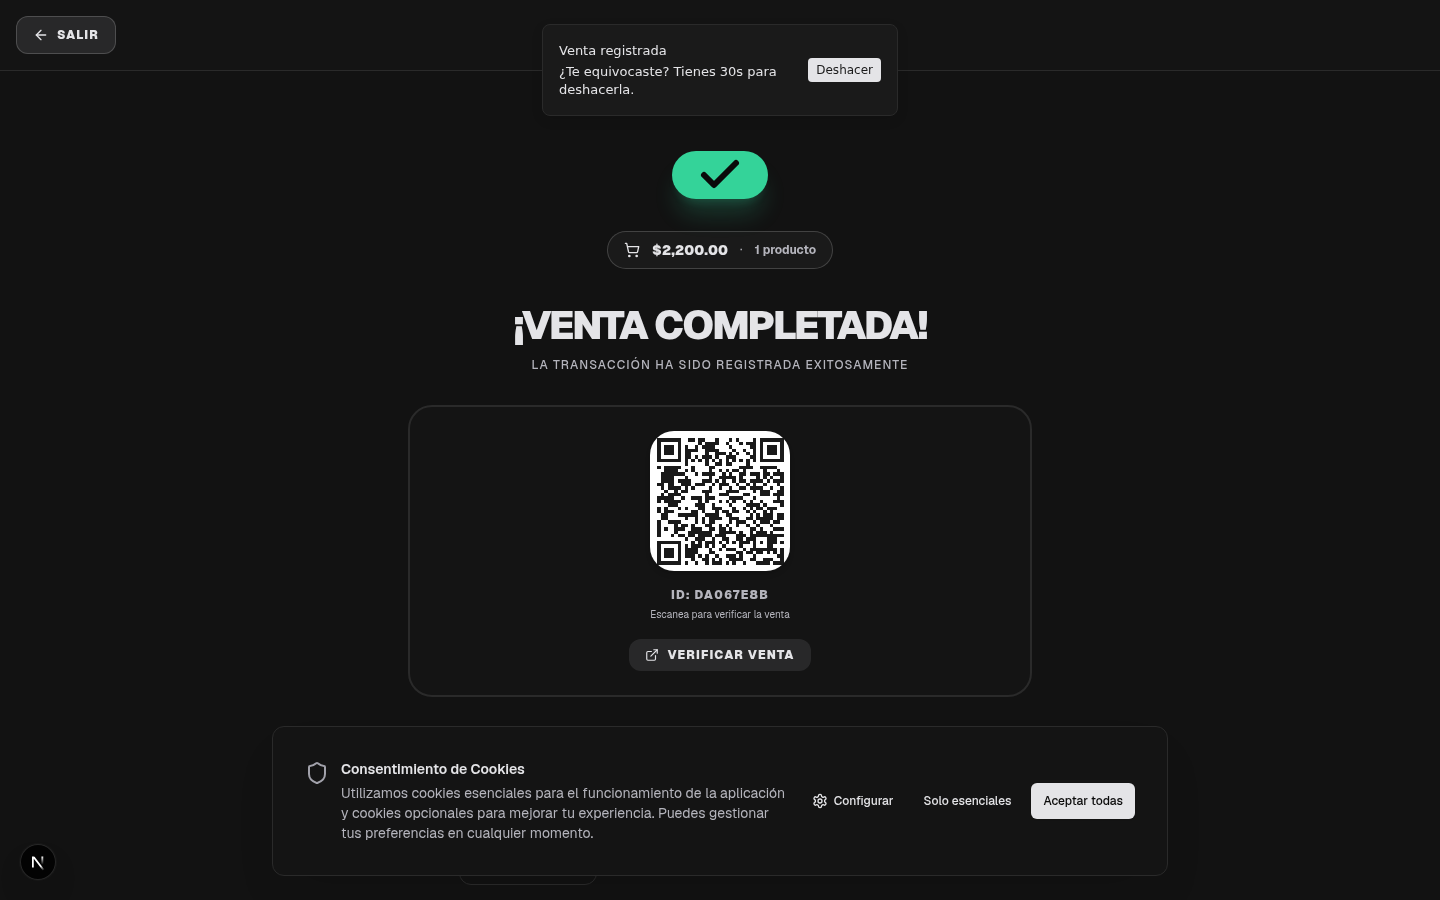 SALIR
Venta registrada
¿Te equivocaste? Tienes 30s para
deshacerla.
Deshacer
$2,200.00 · 1 producto
¡VENTA COMPLETADA!
LA TRANSACCIÓN HA SIDO REGISTRADA EXITOSAMENTE
ID: DA067E8B
Escanea para verificar la venta
VERIFICAR VENTA
Consentimiento de Cookies
Utilizamos cookies esenciales para el funcionamiento de la aplicación
y cookies opcionales para mejorar tu experiencia. Puedes gestionar
tus preferencias en cualquier momento.
Configurar
Solo esenciales
Aceptar todas
N